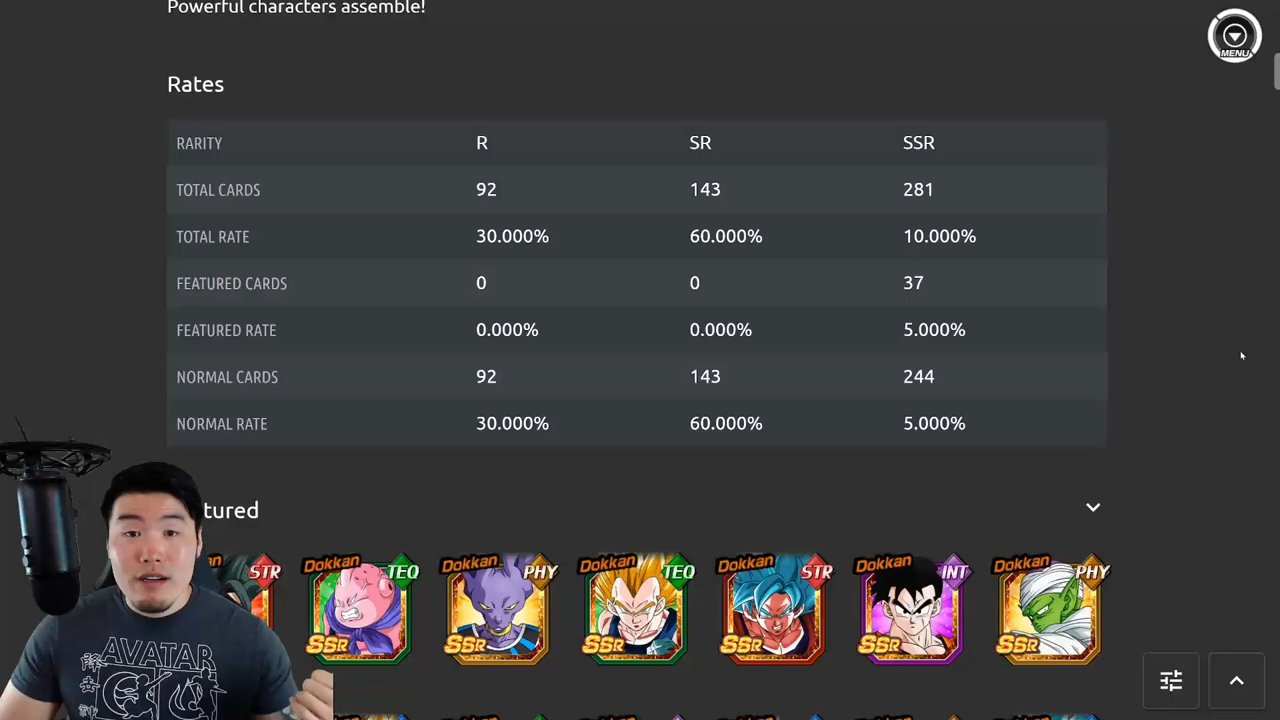 Powerful characters assemble!
MENU
Rates
RARITY R SR SSR
TOTAL CARDS 92 143 281
TOTAL RATE 30.000% 60.000% 10.000%
FEATURED CARDS 0 0 37
FEATURED RATE 0.000% 0.000% 5.000%
NORMAL CARDS 92 143 244
NORMAL RATE 30.000% 60.000% 5.000%
tured
STR Dokkan TEQ Dokkan PHY Dokkan TEQ Dokkan STR Dokkan INT Dokkan PHY
SSR SSR SSR SSR SSR SSR
AVATAR